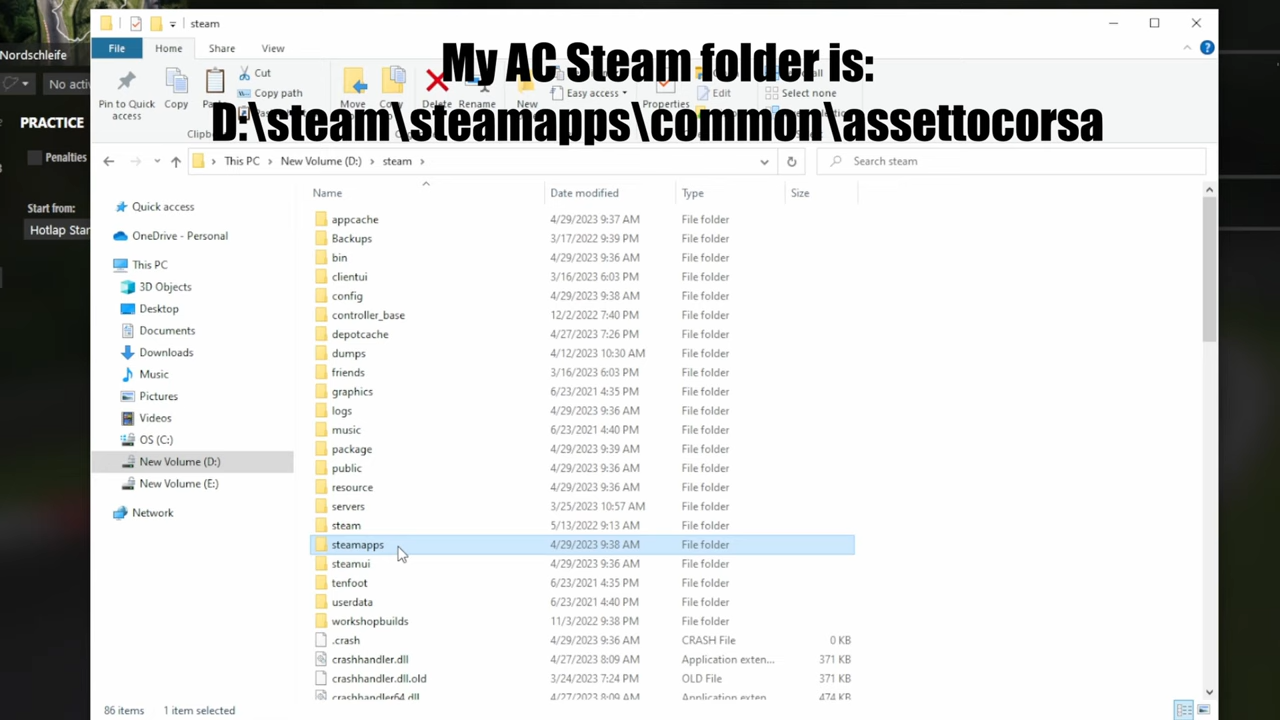 steam
Nordschleife
File Home Share View
My AC Steam folder is:
No acti
Pin to Quick
access
Copy
Cut
Copy path
Move
Delete
Rename
New
Easy access
Properties
Edit
Select none
PRACTICE
D:\steam\steamapps\common\assettocorsa
Penalties
This PC > New Volume (D:) > steam >
Search steam
Start from:
Hotlap Star
Quick access
OneDrive - Personal
This PC
3D Objects
Desktop
Documents
Downloads
Music
Pictures
Videos
OS (C:)
New Volume (D:)
New Volume (E:)
Network
Name Date modified Type Size
appcache 4/29/2023 9:37 AM File folder
Backups 3/17/2022 9:39 PM File folder
bin 4/29/2023 9:36 AM File folder
clientui 3/16/2023 6:03 PM File folder
config 4/29/2023 9:38 AM File folder
controller_base 12/2/2022 7:40 PM File folder
depotcache 4/27/2023 7:26 PM File folder
dumps 4/12/2023 10:30 AM File folder
friends 3/16/2023 6:03 PM File folder
graphics 6/23/2021 4:35 PM File folder
logs 4/29/2023 9:36 AM File folder
music 6/23/2021 4:40 PM File folder
package 4/29/2023 9:39 AM File folder
public 4/29/2023 9:36 AM File folder
resource 4/29/2023 9:36 AM File folder
servers 3/25/2023 10:57 AM File folder
steam 5/13/2022 9:13 AM File folder
steamapps 4/29/2023 9:38 AM File folder
steamui 4/29/2023 9:36 AM File folder
tenfoot 6/23/2021 4:35 PM File folder
userdata 6/23/2021 4:40 PM File folder
workshopbuilds 11/3/2022 9:38 PM File folder
.crash 4/29/2023 9:36 AM CRASH File 0 KB
crashhandler.dll 4/27/2023 8:09 AM Application exten... 371 KB
crashhandler.dll.old 3/24/2023 7:24 PM OLD File 371 KB
crashhandler64.dll 4/27/2023 8:09 AM Application exten... 474 KB
86 items 1 item selected